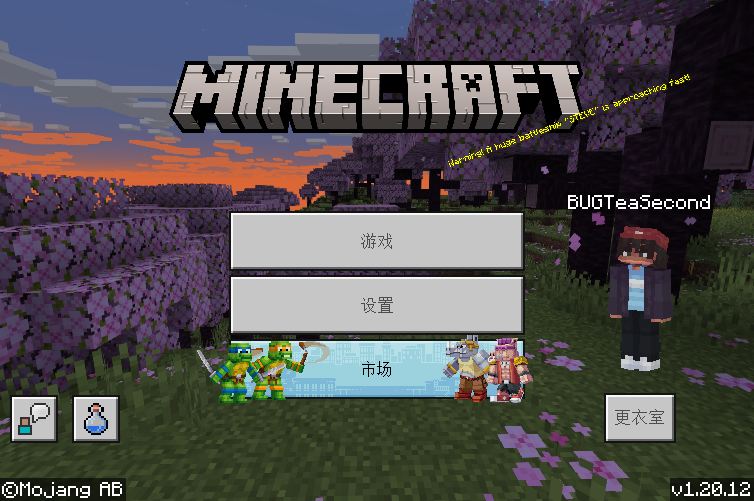 MINECRAFT
Warning! A huge battleship "STEVE" is approaching fast!
BUGTeaSecond
游戏
设置
市场
更衣室
©Mojang AB
v1.20.12